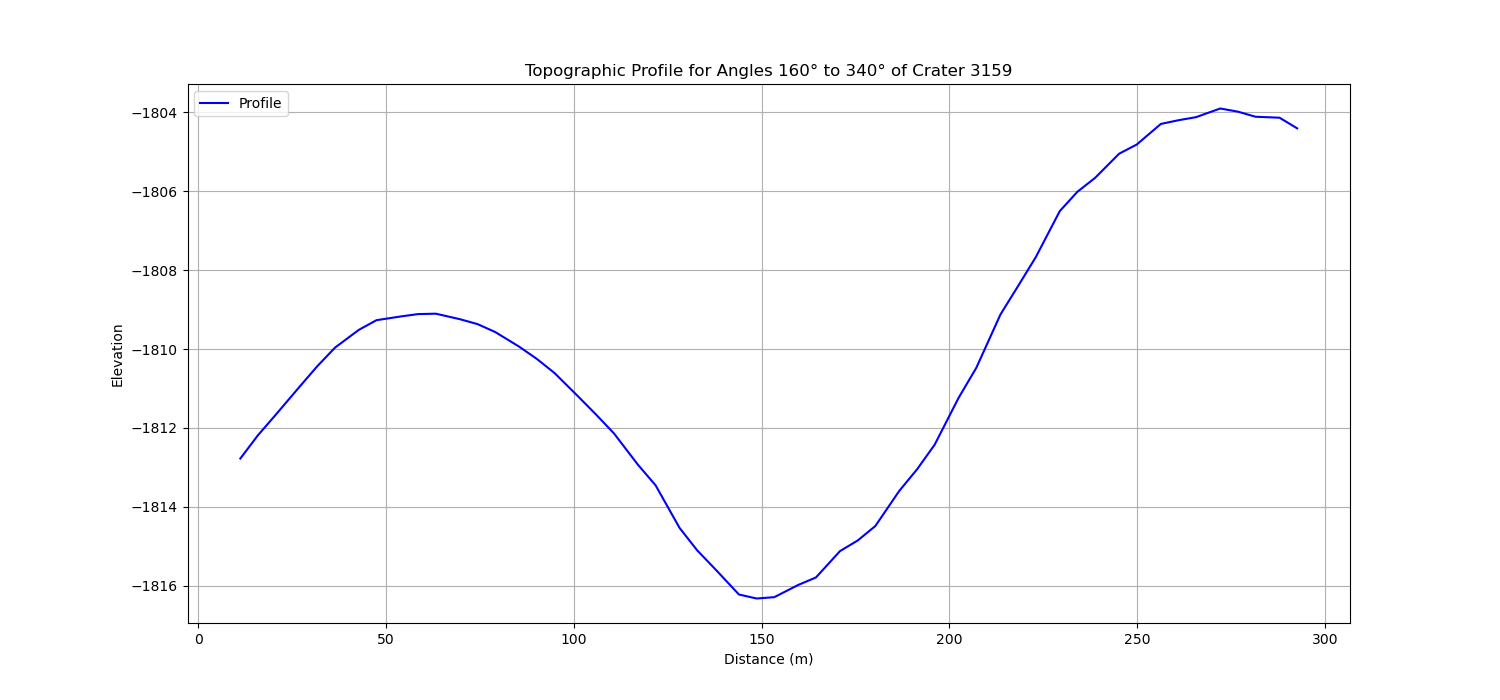 Topographic Profile for Angles 160° to 340° of Crater 3159
Profile
−1804
−1806
−1808
−1810
−1812
−1814
−1816
Elevation
0 50 100 150 200 250 300
Distance (m)